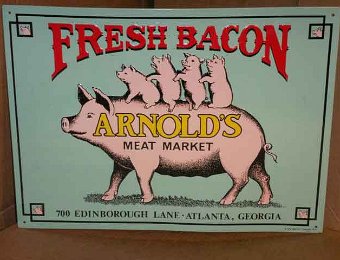 FRESH BACON
ARNOLD'S
MEAT MARKET
700 EDINBOROUGH LANE · ATLANTA, GEORGIA